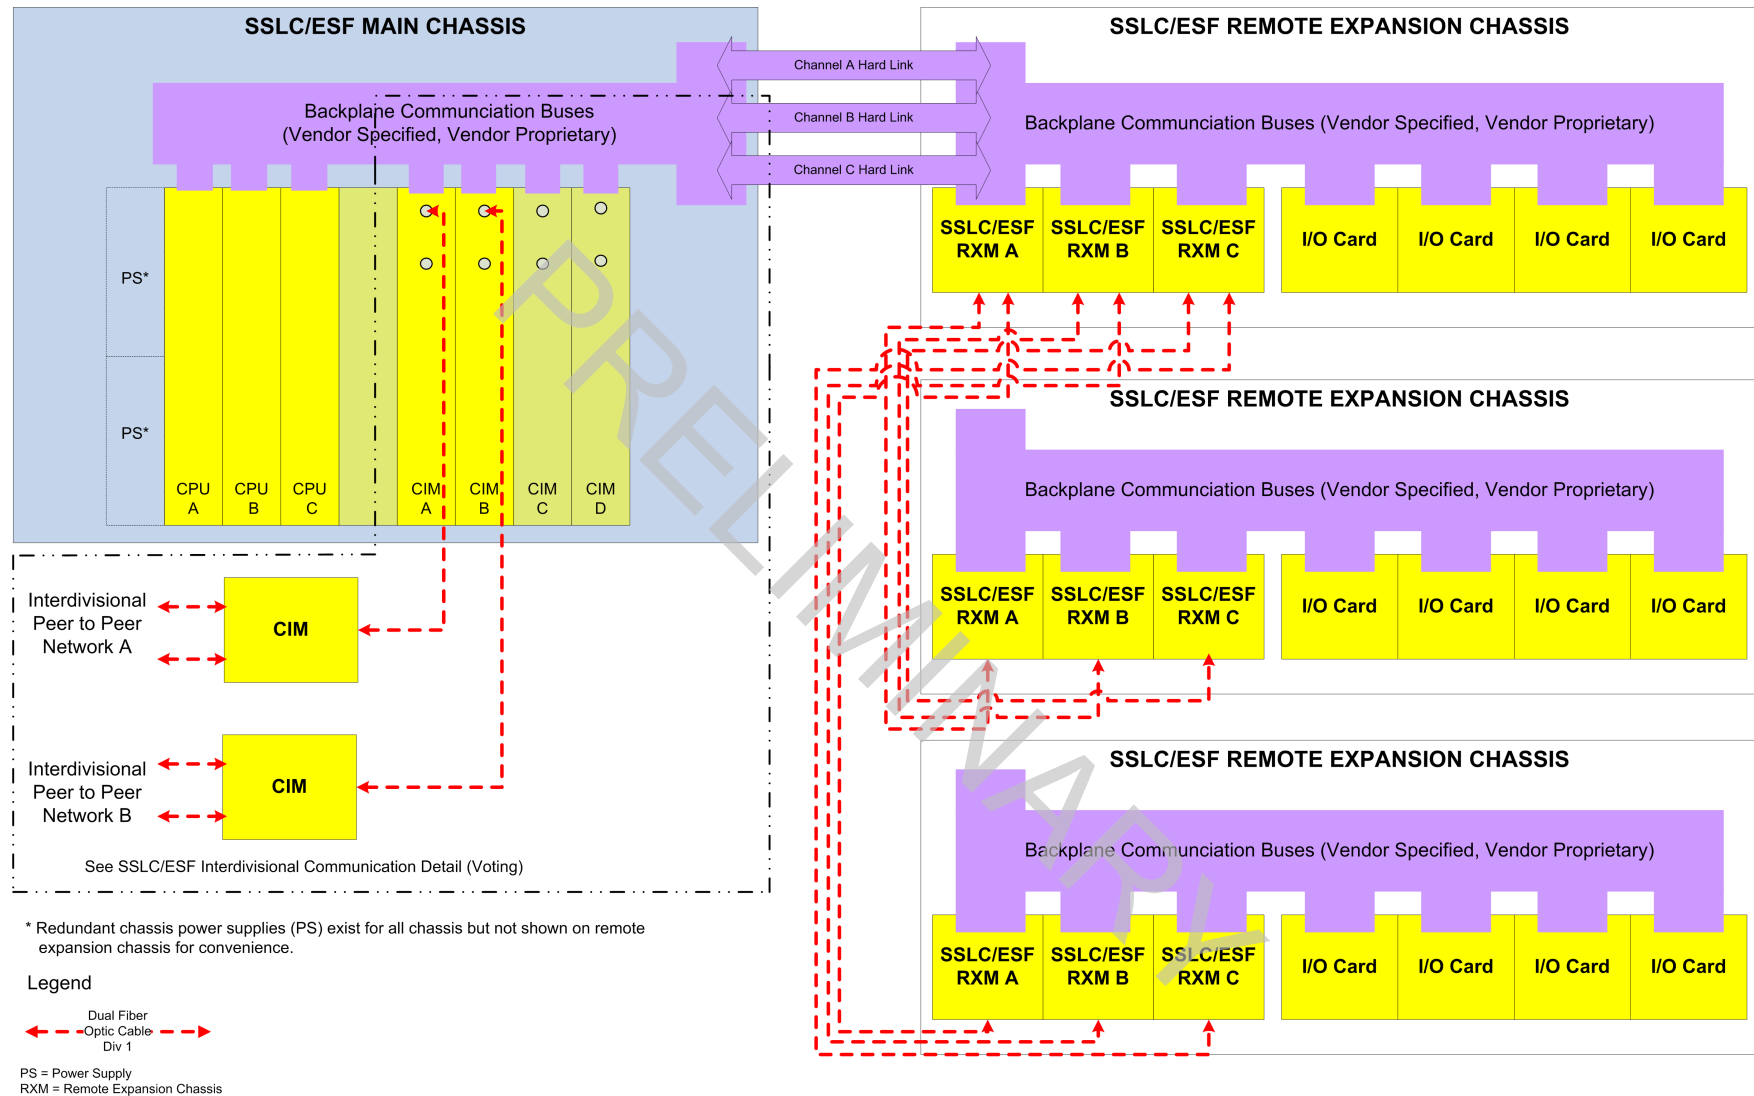 SSLC/ESF MAIN CHASSIS
Backplane Communciation Buses
(Vendor Specified, Vendor Proprietary)
Channel A Hard Link
Channel B Hard Link
Channel C Hard Link
PS*
PS*
CPU
A
CPU
B
CPU
C
CIM
A
CIM
B
CIM
C
CIM
D
Interdivisional
Peer to Peer
Network A
CIM
Interdivisional
Peer to Peer
Network B
CIM
See SSLC/ESF Interdivisional Communication Detail (Voting)
* Redundant chassis power supplies (PS) exist for all chassis but not shown on remote
expansion chassis for convenience.
Legend
Dual Fiber
Optic Cable
Div 1
PS = Power Supply
RXM = Remote Expansion Chassis
SSLC/ESF REMOTE EXPANSION CHASSIS
Backplane Communciation Buses (Vendor Specified, Vendor Proprietary)
SSLC/ESF
RXM A
SSLC/ESF
RXM B
SSLC/ESF
RXM C
I/O Card
I/O Card
I/O Card
I/O Card
SSLC/ESF REMOTE EXPANSION CHASSIS
Backplane Communciation Buses (Vendor Specified, Vendor Proprietary)
SSLC/ESF
RXM A
SSLC/ESF
RXM B
SSLC/ESF
RXM C
I/O Card
I/O Card
I/O Card
I/O Card
SSLC/ESF REMOTE EXPANSION CHASSIS
Backplane Communciation Buses (Vendor Specified, Vendor Proprietary)
SSLC/ESF
RXM A
SSLC/ESF
RXM B
SSLC/ESF
RXM C
I/O Card
I/O Card
I/O Card
I/O Card
PRELIMINARY